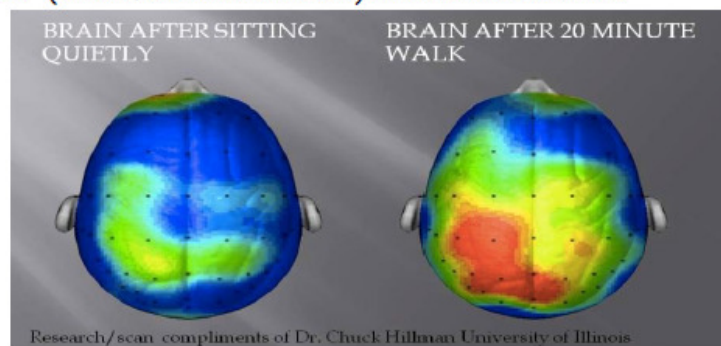 BRAIN AFTER SITTING
QUIETLY
BRAIN AFTER 20 MINUTE
WALK
Research/scan compliments of Dr. Chuck Hillman University of Illinois